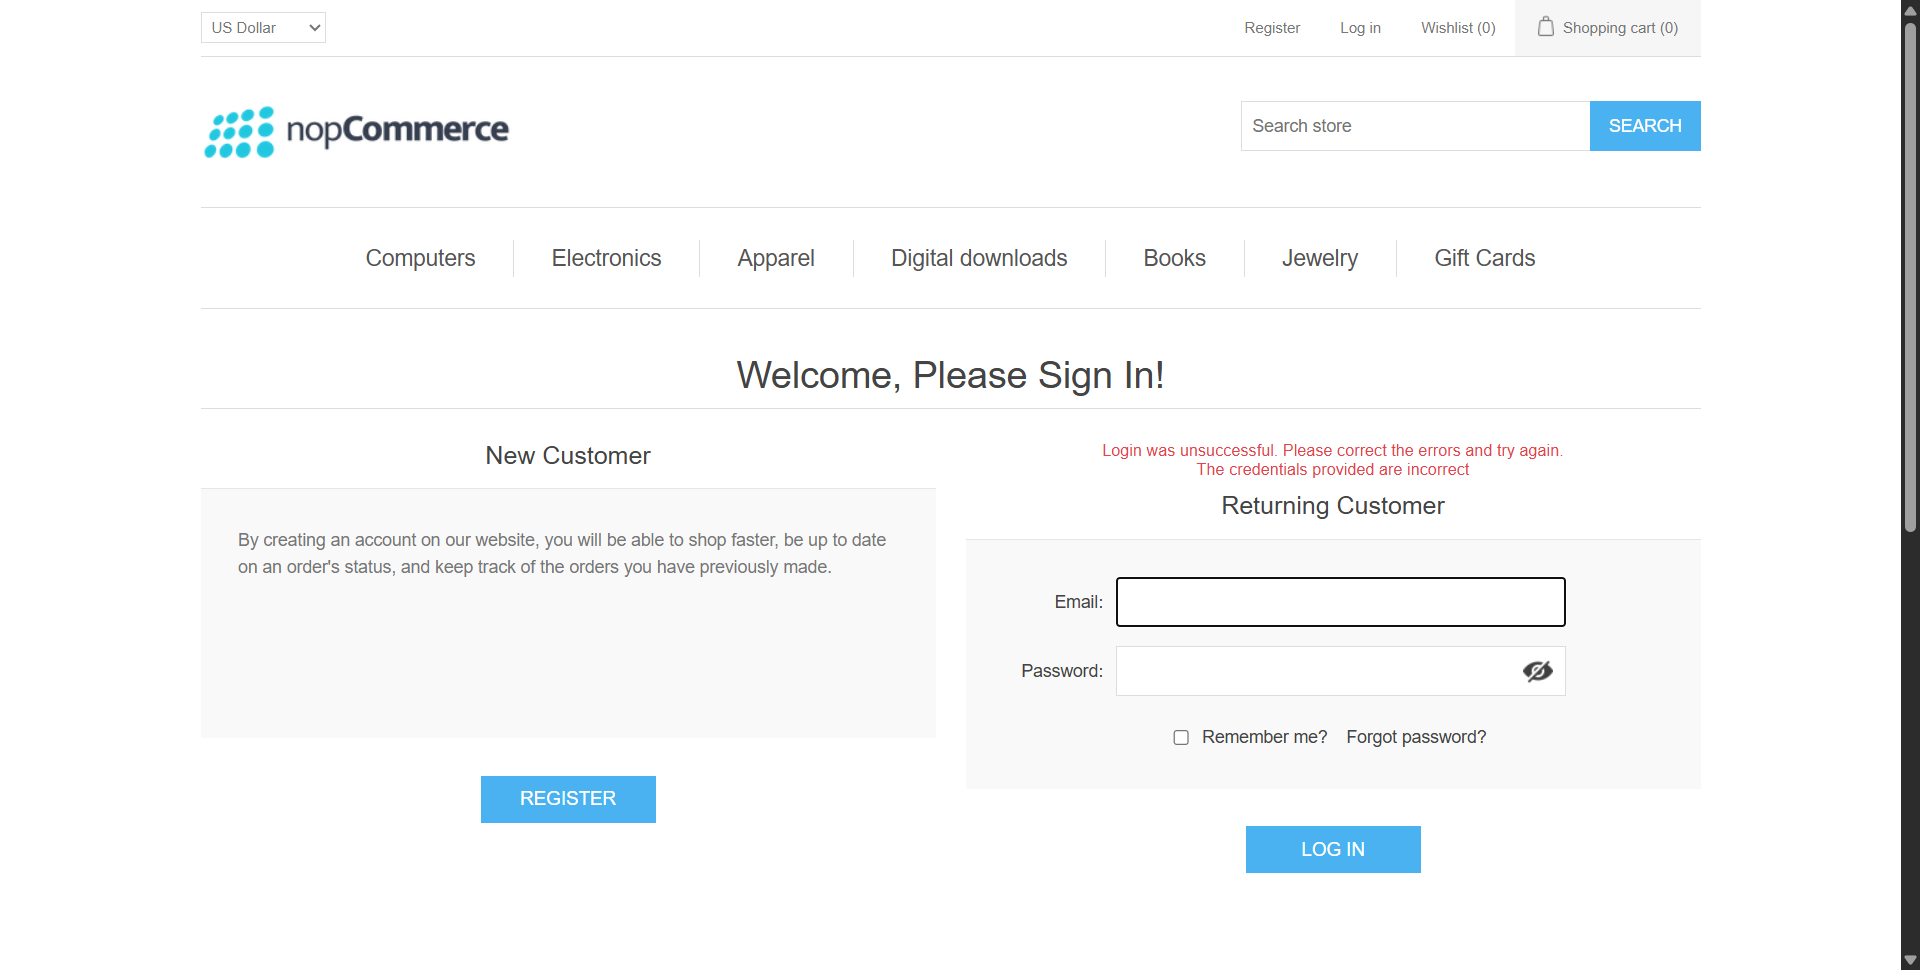 US Dollar
Register
Log in
Wishlist (0)
Shopping cart (0)
nopCommerce
Search store
SEARCH
Computers
Electronics
Apparel
Digital downloads
Books
Jewelry
Gift Cards
Welcome, Please Sign In!
New Customer
By creating an account on our website, you will be able to shop faster, be up to date
on an order's status, and keep track of the orders you have previously made.
REGISTER
Login was unsuccessful. Please correct the errors and try again.
The credentials provided are incorrect
Returning Customer
Email:
Password:
Remember me?
Forgot password?
LOG IN